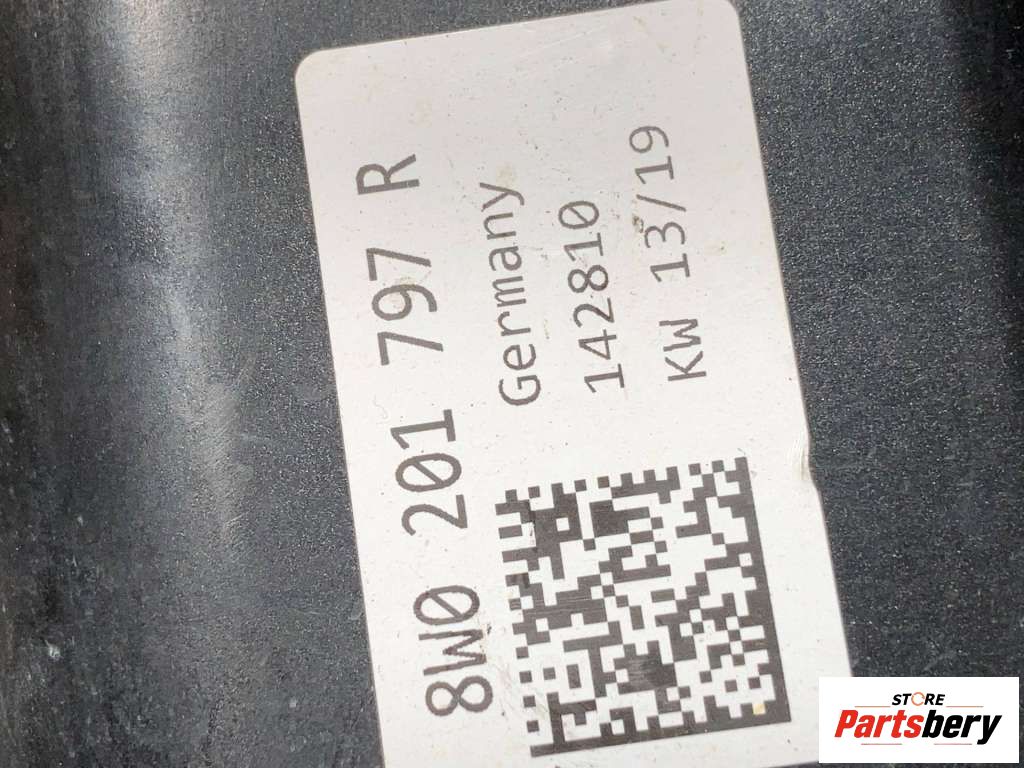 8W0 201 797 R
Germany
142810
KW 13/19
STORE
Partsbery